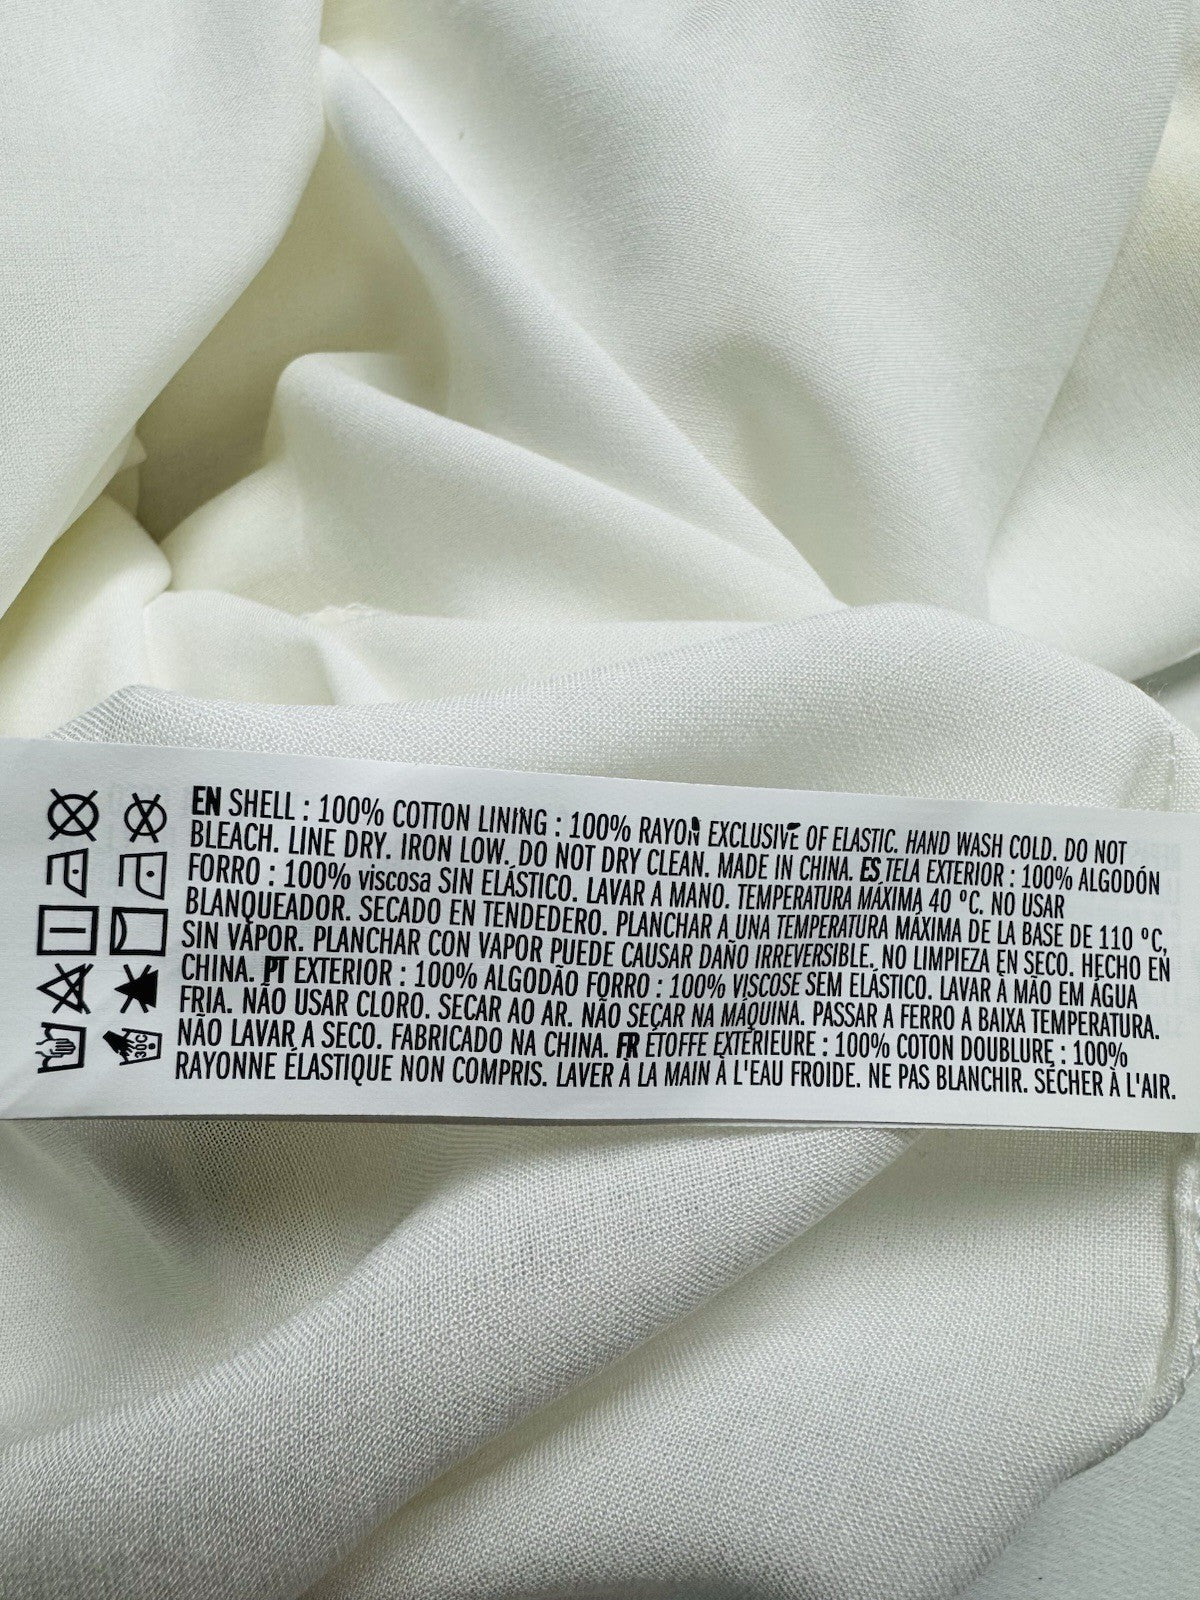 EN SHELL : 100% COTTON LINING : 100% RAYON EXCLUSIVE OF ELASTIC. HAND WASH COLD. DO NOT
BLEACH. LINE DRY. IRON LOW. DO NOT DRY CLEAN. MADE IN CHINA. ES TELA EXTERIOR : 100% ALGODÓN
FORRO : 100% viscosa SIN ELÁSTICO. LAVAR A MANO. TEMPERATURA MÁXIMA 40 ºC. NO USAR
BLANQUEADOR. SECADO EN TENDEDERO. PLANCHAR A UNA TEMPERATURA MÁXIMA DE LA BASE DE 110 ºC,
SIN VAPOR. PLANCHAR CON VAPOR PUEDE CAUSAR DAÑO IRREVERSIBLE. NO LIMPIEZA EN SECO. HECHO EN
CHINA. PT EXTERIOR : 100% ALGODÃO FORRO : 100% VISCOSE SEM ELÁSTICO. LAVAR À MÃO EM ÁGUA
FRIA. NÃO USAR CLORO. SECAR AO AR. NÃO SECAR NA MÁQUINA. PASSAR A FERRO A BAIXA TEMPERATURA.
NÃO LAVAR A SECO. FABRICADO NA CHINA. FR ÉTOFFE EXTÉRIEURE : 100% COTON DOUBLURE : 100%
RAYONNE ÉLASTIQUE NON COMPRIS. LAVER À LA MAIN À L'EAU FROIDE. NE PAS BLANCHIR. SÉCHER À L'AIR.
30C